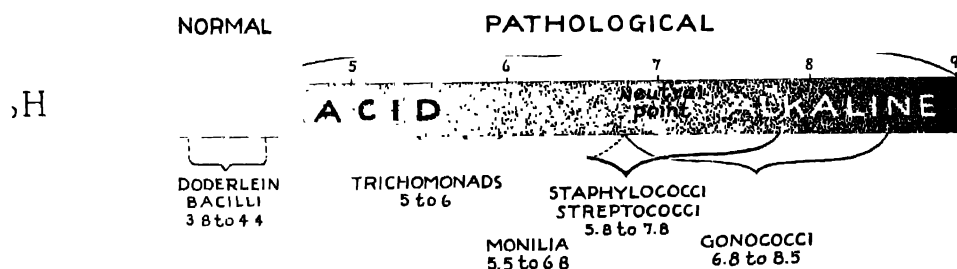 NORMAL PATHOLOGICAL
5 6 7 8 9
,H ACID Neutral point ALKALINE
DODERLEIN
BACILLI
3 8 to 4 4
TRICHOMONADS
5 to 6
STAPHYLOCOCCI
STREPTOCOCCI
5.8 to 7.8
MONILIA
5.5 to 6 8
GONOCOCCI
6.8 to 8.5